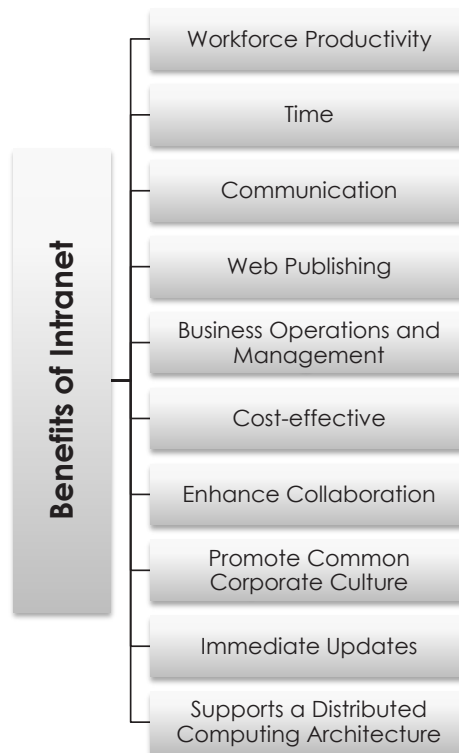 Benefits of Intranet
Workforce Productivity
Time
Communication
Web Publishing
Business Operations and
Management
Cost-effective
Enhance Collaboration
Promote Common
Corporate Culture
Immediate Updates
Supports a Distributed
Computing Architecture